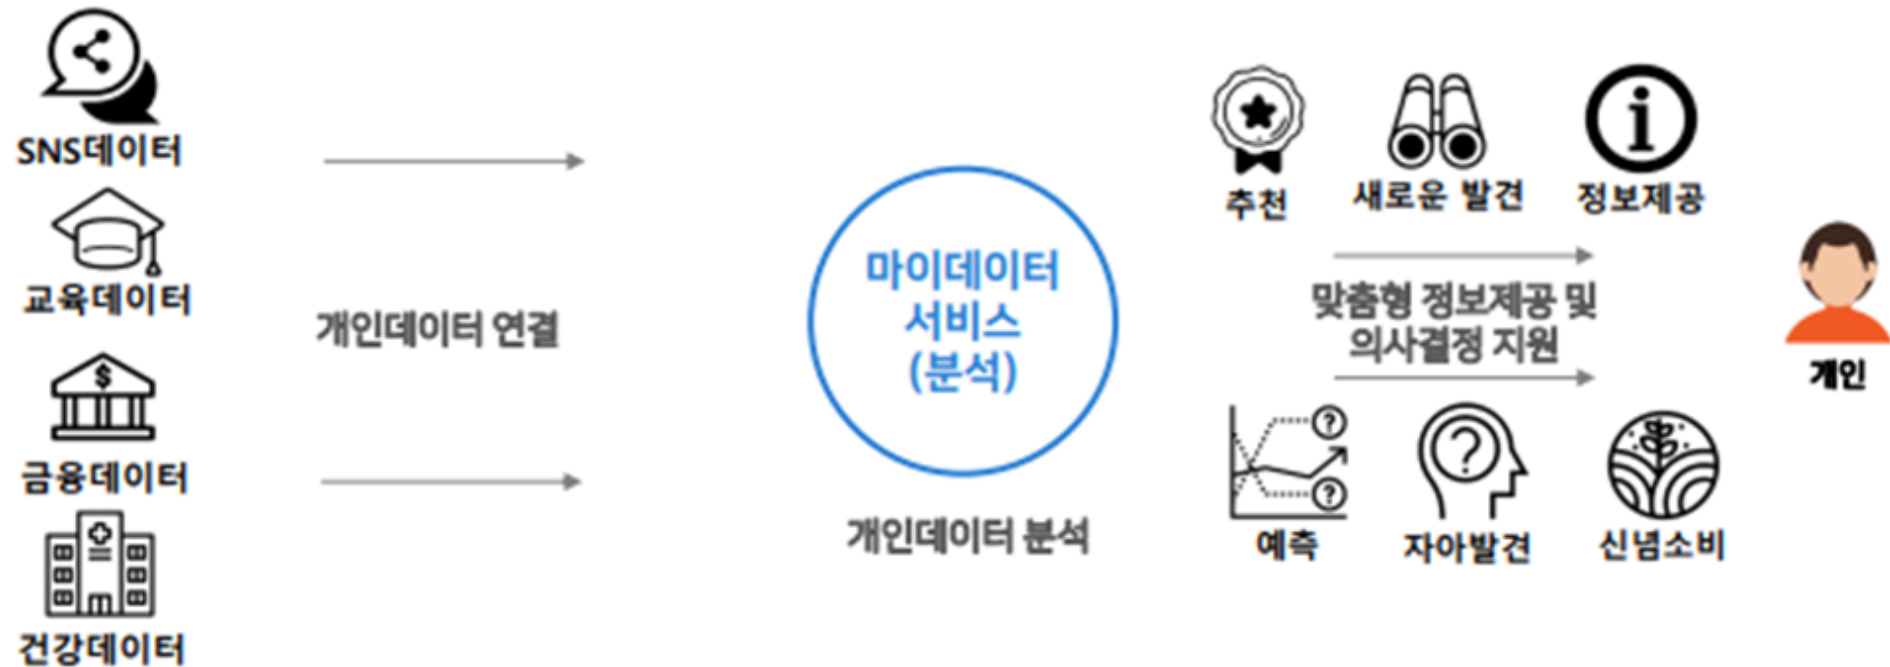 SNS데이터
교육데이터
금융데이터
건강데이터
개인데이터 연결
마이데이터
서비스
(분석)
개인데이터 분석
추천
새로운 발견
정보제공
맞춤형 정보제공 및
의사결정 지원
예측
자아발견
신념소비
개인